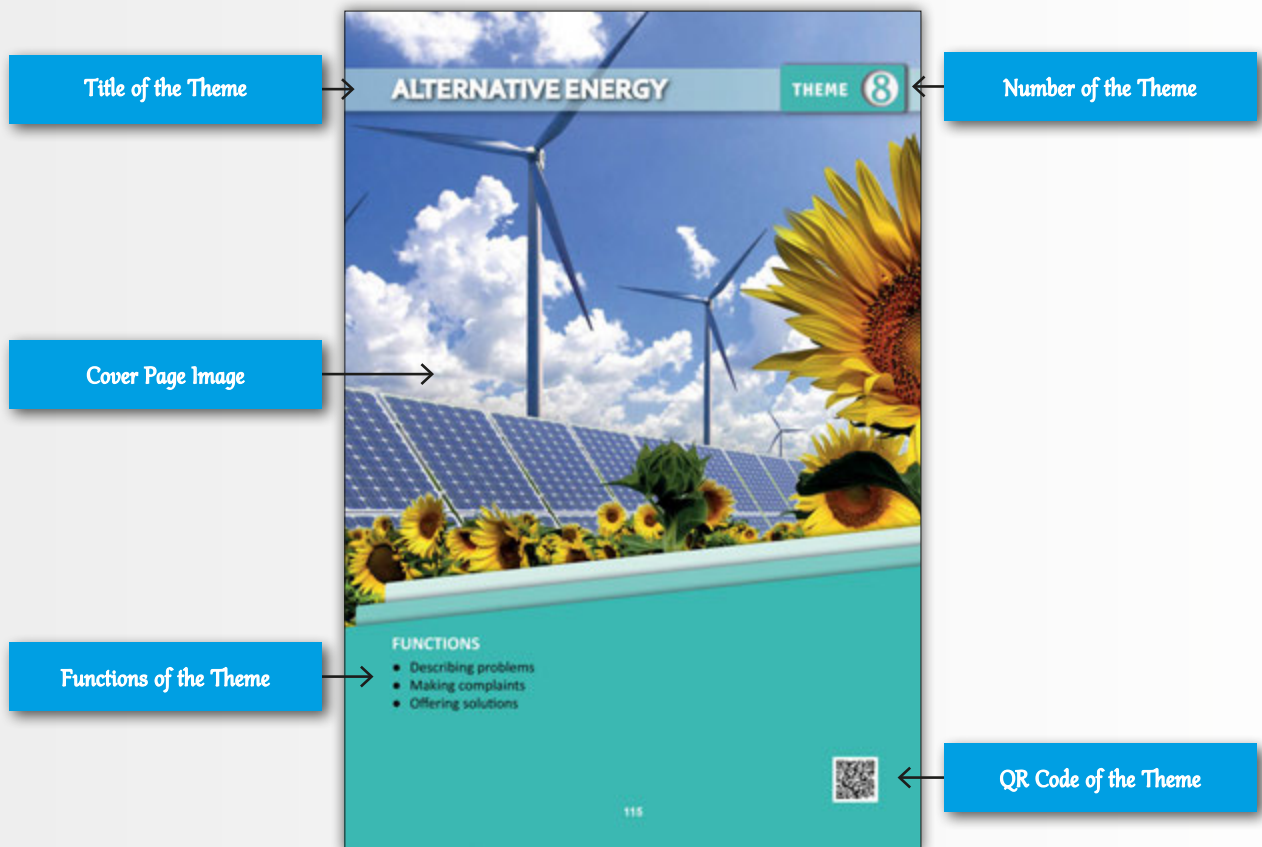 Title of the Theme
ALTERNATIVE ENERGY
THEME 8
Number of the Theme
Cover Page Image
Functions of the Theme
FUNCTIONS
● Describing problems
● Making complaints
● Offering solutions
QR Code of the Theme
115